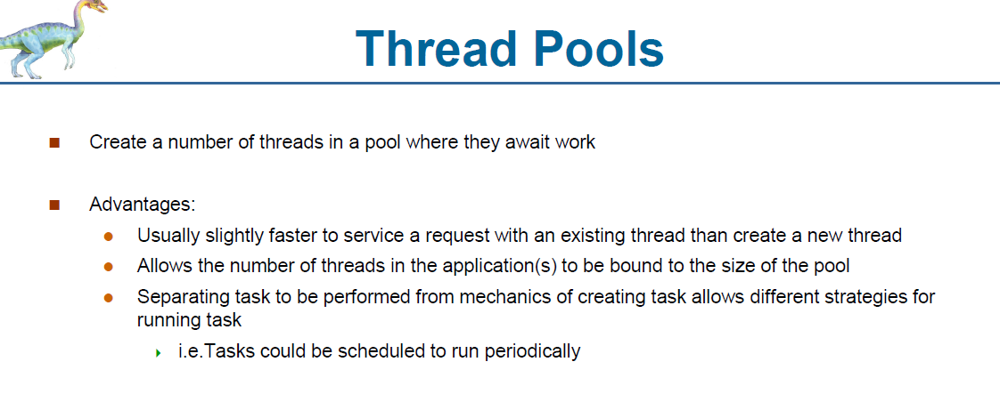 Thread Pools
Create a number of threads in a pool where they await work
Advantages:
Usually slightly faster to service a request with an existing thread than create a new thread
Allows the number of threads in the application(s) to be bound to the size of the pool
Separating task to be performed from mechanics of creating task allows different strategies for
running task
i.e.Tasks could be scheduled to run periodically